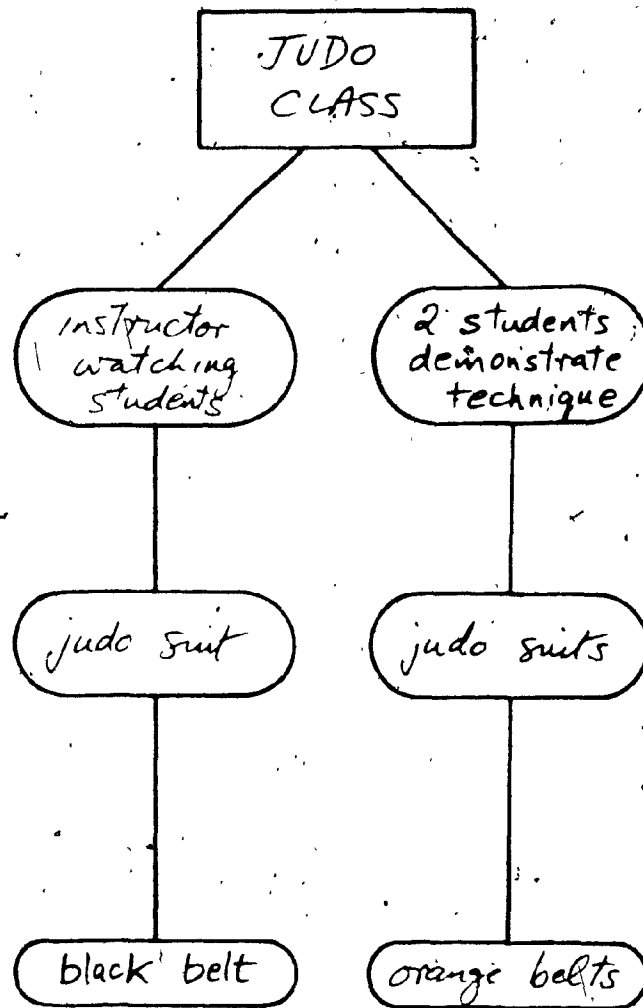 JUDO
CLASS
instructor
watching
students
2 students
demonstrate
technique
judo suit
judo suits
black belt
orange belts